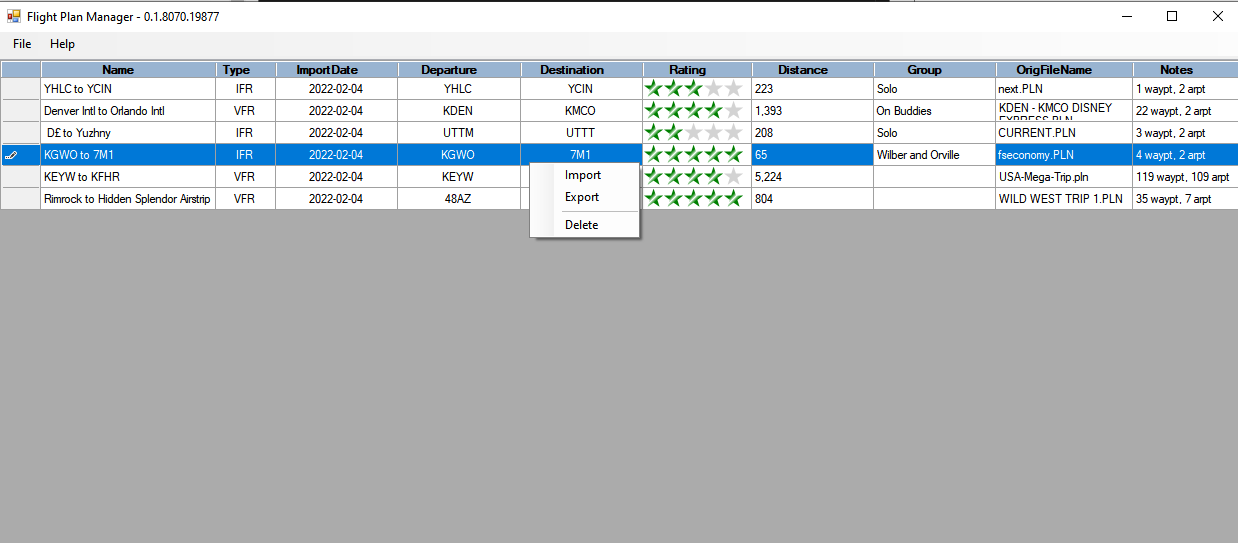 Flight Plan Manager - 0.1.8070.19877
File Help
Name Type ImportDate Departure Destination Rating Distance Group OrigFileName Notes
YHLC to YCIN IFR 2022-02-04 YHLC YCIN 223 Solo next.PLN 1 waypt, 2 arpt
Denver Intl to Orlando Intl VFR 2022-02-04 KDEN KMCO 1,393 On Buddies KDEN - KMCO DISNEY 22 waypt, 2 arpt
EXPRESS.PLN
D£ to Yuzhny IFR 2022-02-04 UTTM UTTT 208 Solo CURRENT.PLN 3 waypt, 2 arpt
KGWO to 7M1 IFR 2022-02-04 KGWO 7M1 65 Wilber and Orville fseconomy.PLN 4 waypt, 2 arpt
KEYW to KFHR VFR 2022-02-04 KEYW 5,224 USA-Mega-Trip.pln 119 waypt, 109 arpt
Rimrock to Hidden Splendor Airstrip VFR 2022-02-04 48AZ 804 WILD WEST TRIP 1.PLN 35 waypt, 7 arpt
Import
Export
Delete